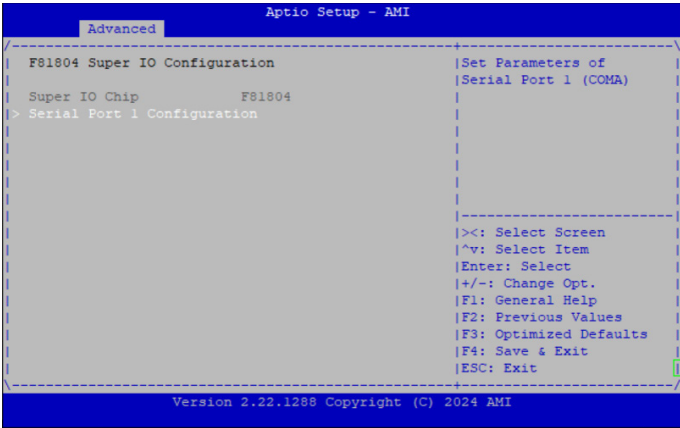 Aptio Setup - AMI
Advanced
F81804 Super IO Configuration
Super IO Chip F81804
> Serial Port 1 Configuration
Set Parameters of
Serial Port 1 (COMA)
><: Select Screen
^v: Select Item
Enter: Select
+/-: Change Opt.
F1: General Help
F2: Previous Values
F3: Optimized Defaults
F4: Save & Exit
ESC: Exit
Version 2.22.1288 Copyright (C) 2024 AMI